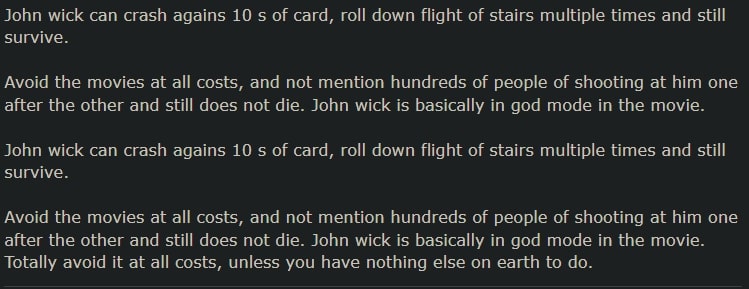 John wick can crash agains 10 s of card, roll down flight of stairs multiple times and still
survive.
Avoid the movies at all costs, and not mention hundreds of people of shooting at him one
after the other and still does not die. John wick is basically in god mode in the movie.
John wick can crash agains 10 s of card, roll down flight of stairs multiple times and still
survive.
Avoid the movies at all costs, and not mention hundreds of people of shooting at him one
after the other and still does not die. John wick is basically in god mode in the movie.
Totally avoid it at all costs, unless you have nothing else on earth to do.